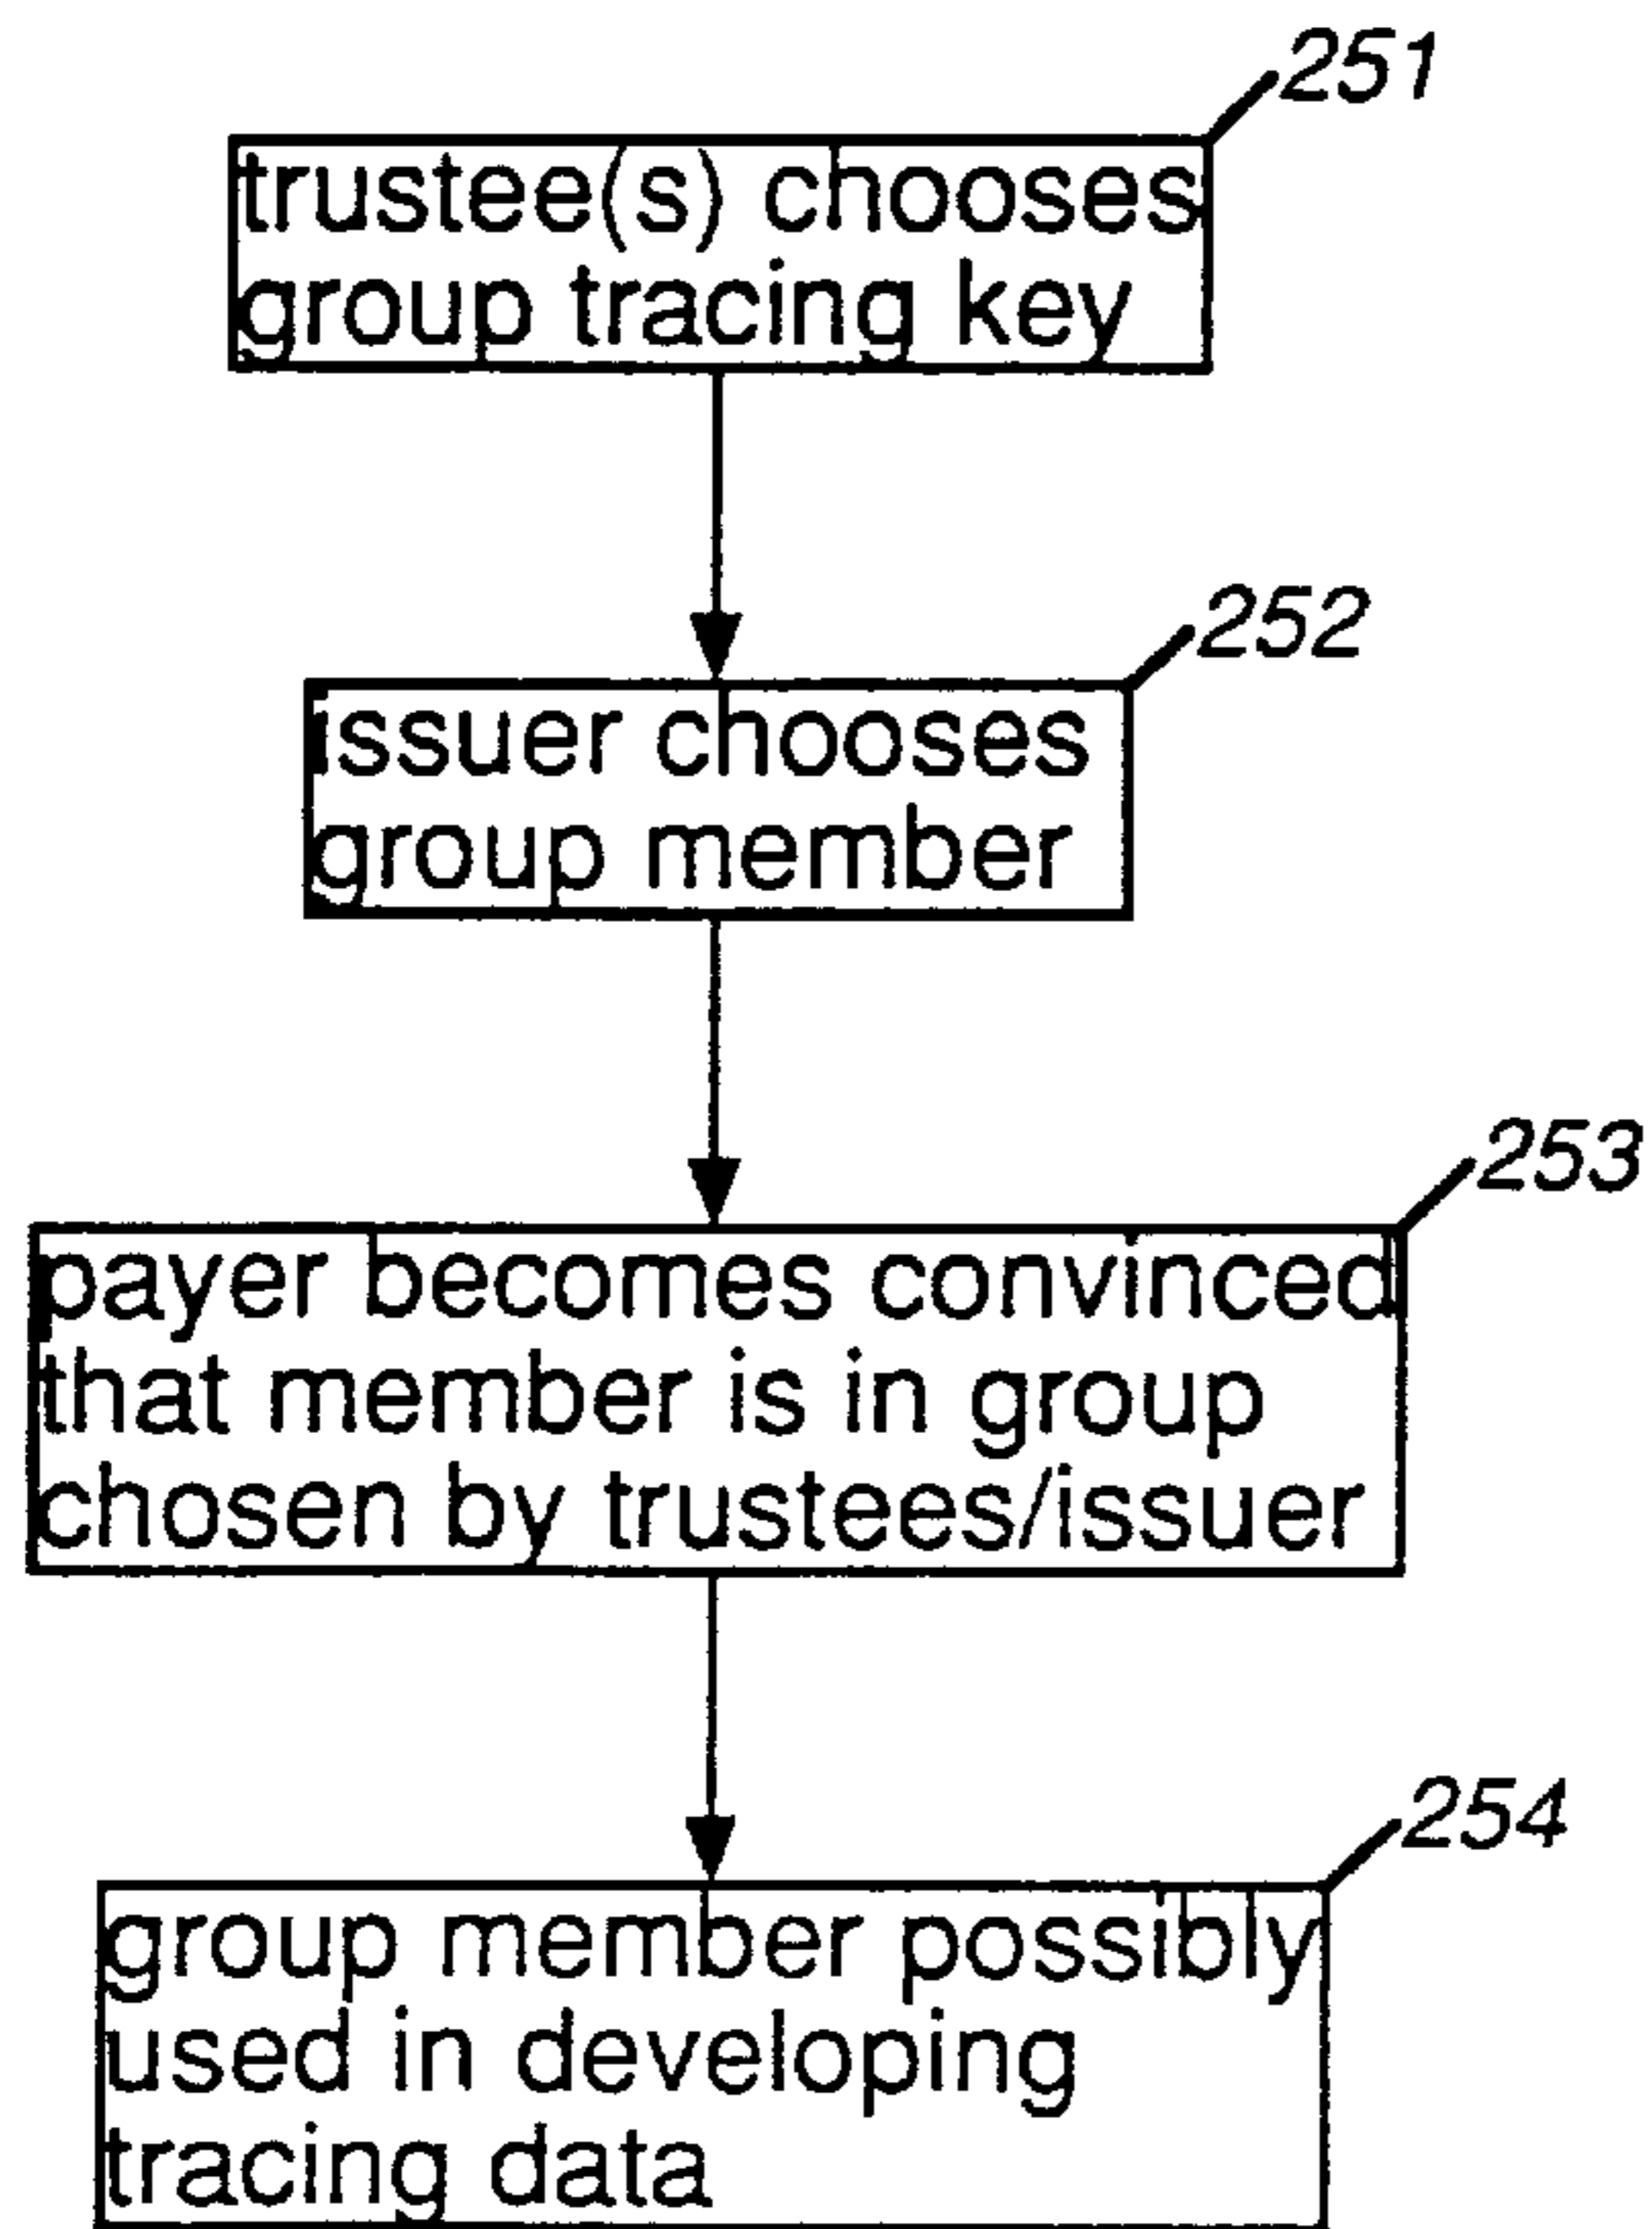 251
trustee(s) chooses
group tracing key
252
issuer chooses
group member
253
payer becomes convinced
that member is in group
chosen by trustees/issuer
254
group member possibly
used in developing
tracing data